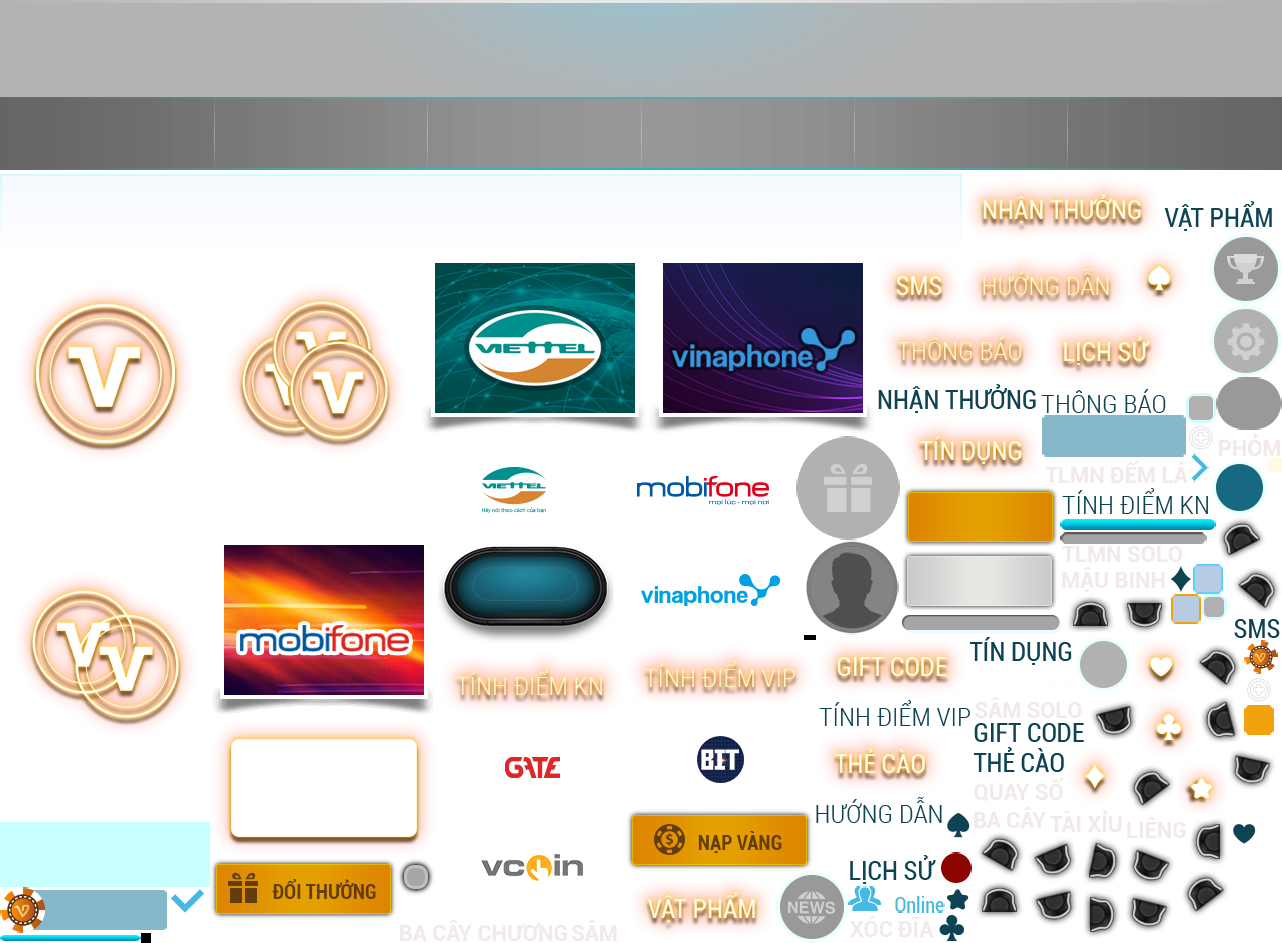 NHẬN THƯỞNG
VẬT PHẨM
SMS
HƯỚNG DẪN
VIETTEL
vinaphone
THÔNG BÁO
LỊCH SỬ
NHẬN THƯỞNG
THÔNG BÁO
TÍN DỤNG
PHỎM
TLMN ĐẾM LÁ
VIETTEL
Hãy nói theo cách của bạn
mobifone
mọi lúc - mọi nơi
TÍNH ĐIỂM KN
TLMN SOLO
MẬU BINH
vinaphone
mobifone
SMS
TÍN DỤNG
GIFT CODE
TÍNH ĐIỂM KN
TÍNH ĐIỂM VIP
TÍNH ĐIỂM VIP
SÂM SOLO
GIFT CODE
THẺ CÀO
GATE
BIT
THẺ CÀO
QUAY SỐ
HƯỚNG DẪN
BA CÂY
TÀI XỈU
LIÊNG
NẠP VÀNG
vcoin
LỊCH SỬ
ĐỔI THƯỞNG
VẬT PHẨM
NEWS
Online
XÓC ĐĨA
BA CÂY CHƯƠNG
SÂM